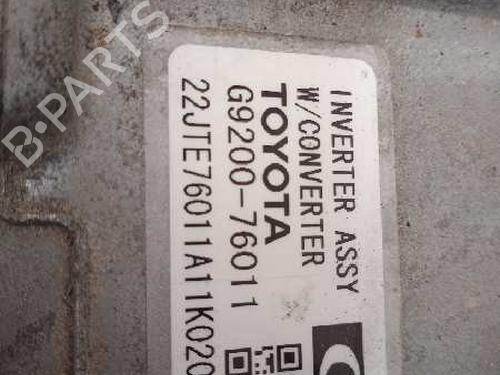 INVERTER ASSY
W/CONVERTER
TOYOTA
G9200-76011
22JTE76011A11K020
B-PARTS